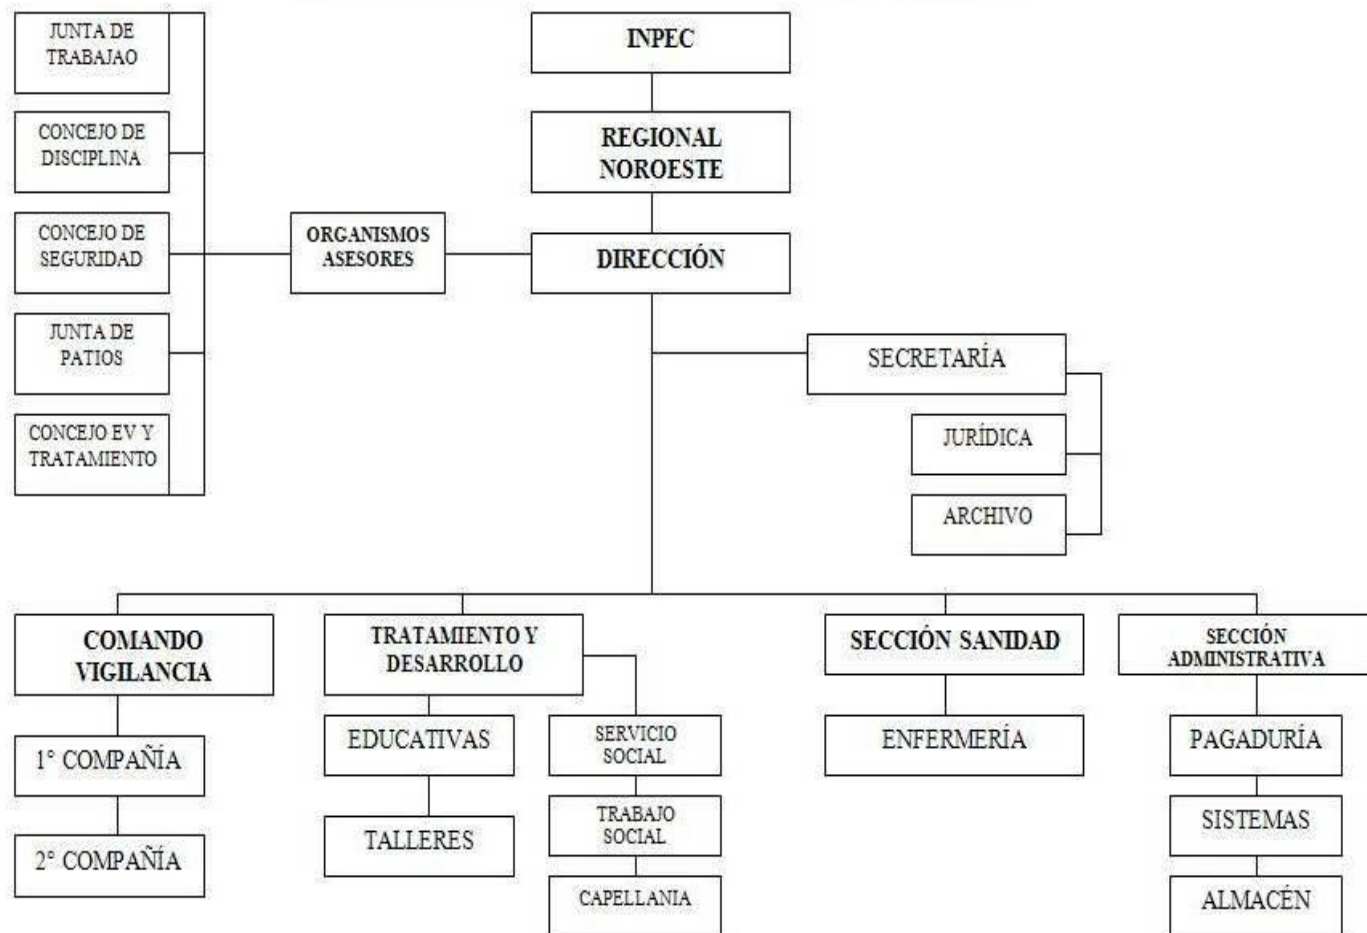 JUNTA DE
TRABAJAO
CONCEJO DE
DISCIPLINA
CONCEJO DE
SEGURIDAD
JUNTA DE
PATIOS
CONCEJO EV Y
TRATAMIENTO
ORGANISMOS
ASESORES
INPEC
REGIONAL
NOROESTE
DIRECCIÓN
SECRETARÍA
JURÍDICA
ARCHIVO
COMANDO
VIGILANCIA
1° COMPAÑÍA
2° COMPAÑÍA
TRATAMIENTO Y
DESARROLLO
EDUCATIVAS
TALLERES
SERVICIO
SOCIAL
TRABAJO
SOCIAL
CAPELLANIA
SECCIÓN SANIDAD
ENFERMERÍA
SECCIÓN
ADMINISTRATIVA
PAGADURÍA
SISTEMAS
ALMACÉN